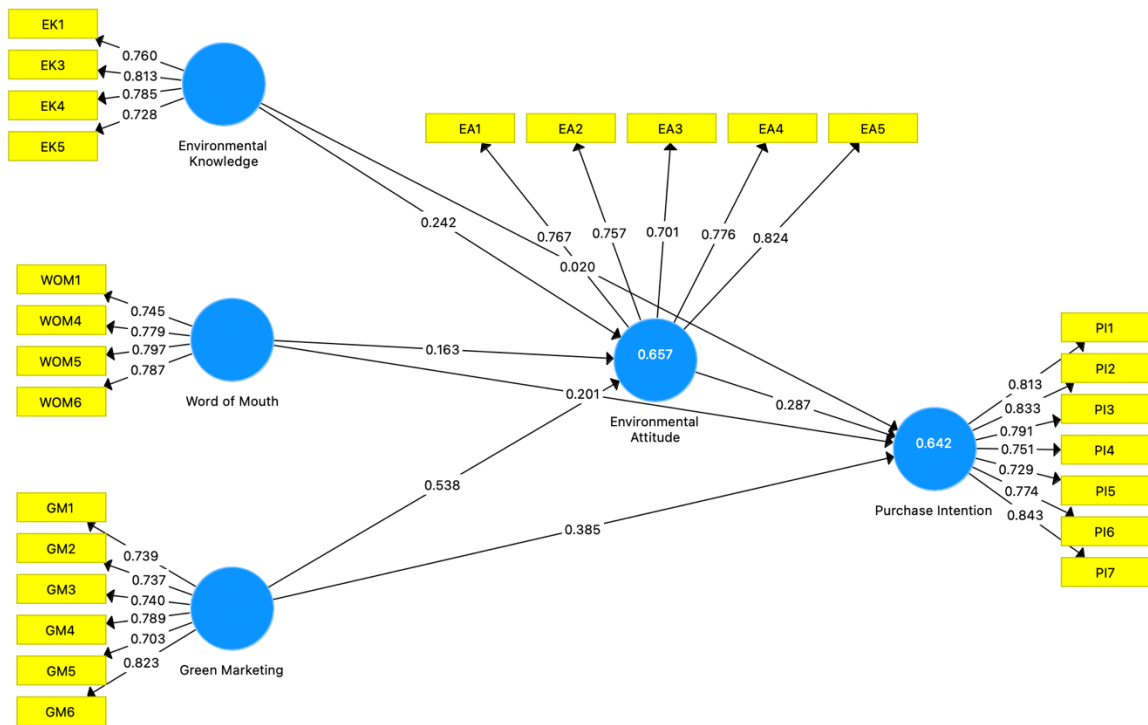 EK1
EK3
EK4
EK5
0.760
0.813
0.785
0.728
Environmental
Knowledge
EA1
EA2
EA3
EA4
EA5
0.767
0.757
0.701
0.776
0.824
0.242
0.020
WOM1
WOM4
WOM5
WOM6
0.745
0.779
0.797
0.787
Word of Mouth
0.163
0.201
0.657
Environmental
Attitude
0.287
0.642
Purchase Intention
PI1
PI2
PI3
PI4
PI5
PI6
PI7
0.813
0.833
0.791
0.751
0.729
0.774
0.843
0.538
0.385
GM1
GM2
GM3
GM4
GM5
GM6
0.739
0.737
0.740
0.789
0.703
0.823
Green Marketing